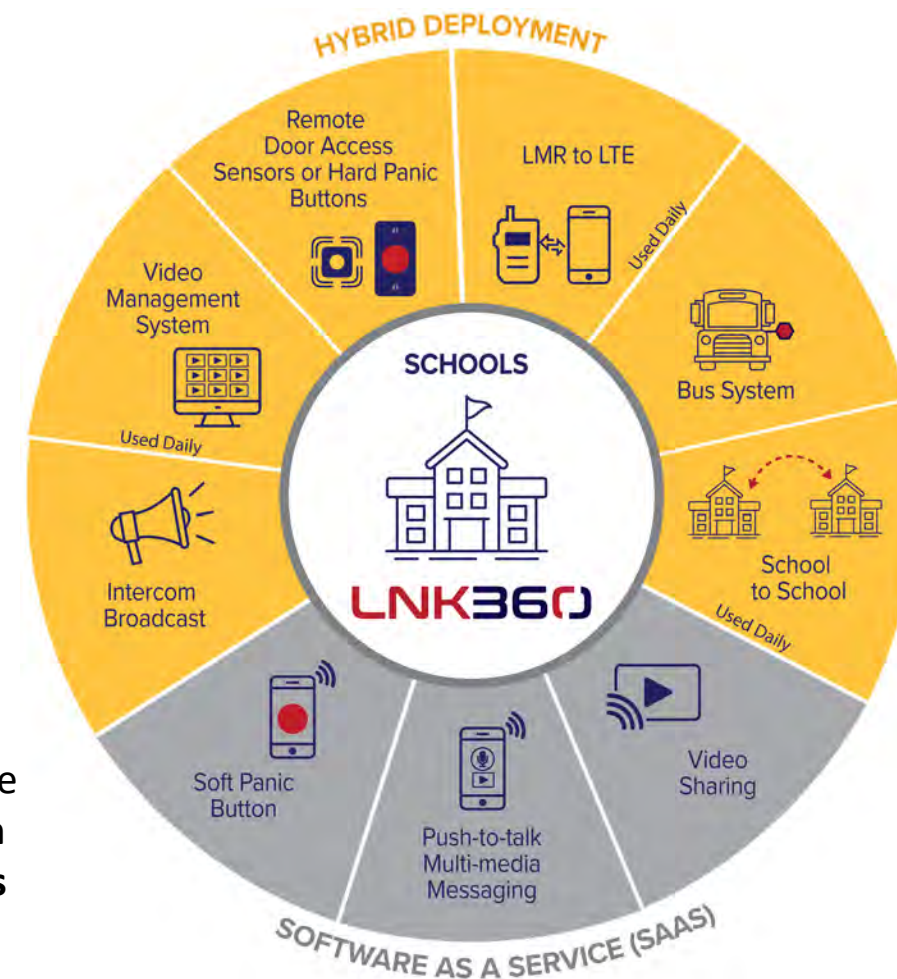 HYBRID DEPLOYMENT
Remote
Door Access
Sensors or Hard Panic
Buttons
LMR to LTE
Used Daily
Video
Management
System
Used Daily
Bus System
SCHOOLS
LNK360
Intercom
Broadcast
School
to School
Used Daily
Soft Panic
Button
Push-to-talk
Multi-media
Messaging
Video
Sharing
SOFTWARE AS A SERVICE (SAAS)